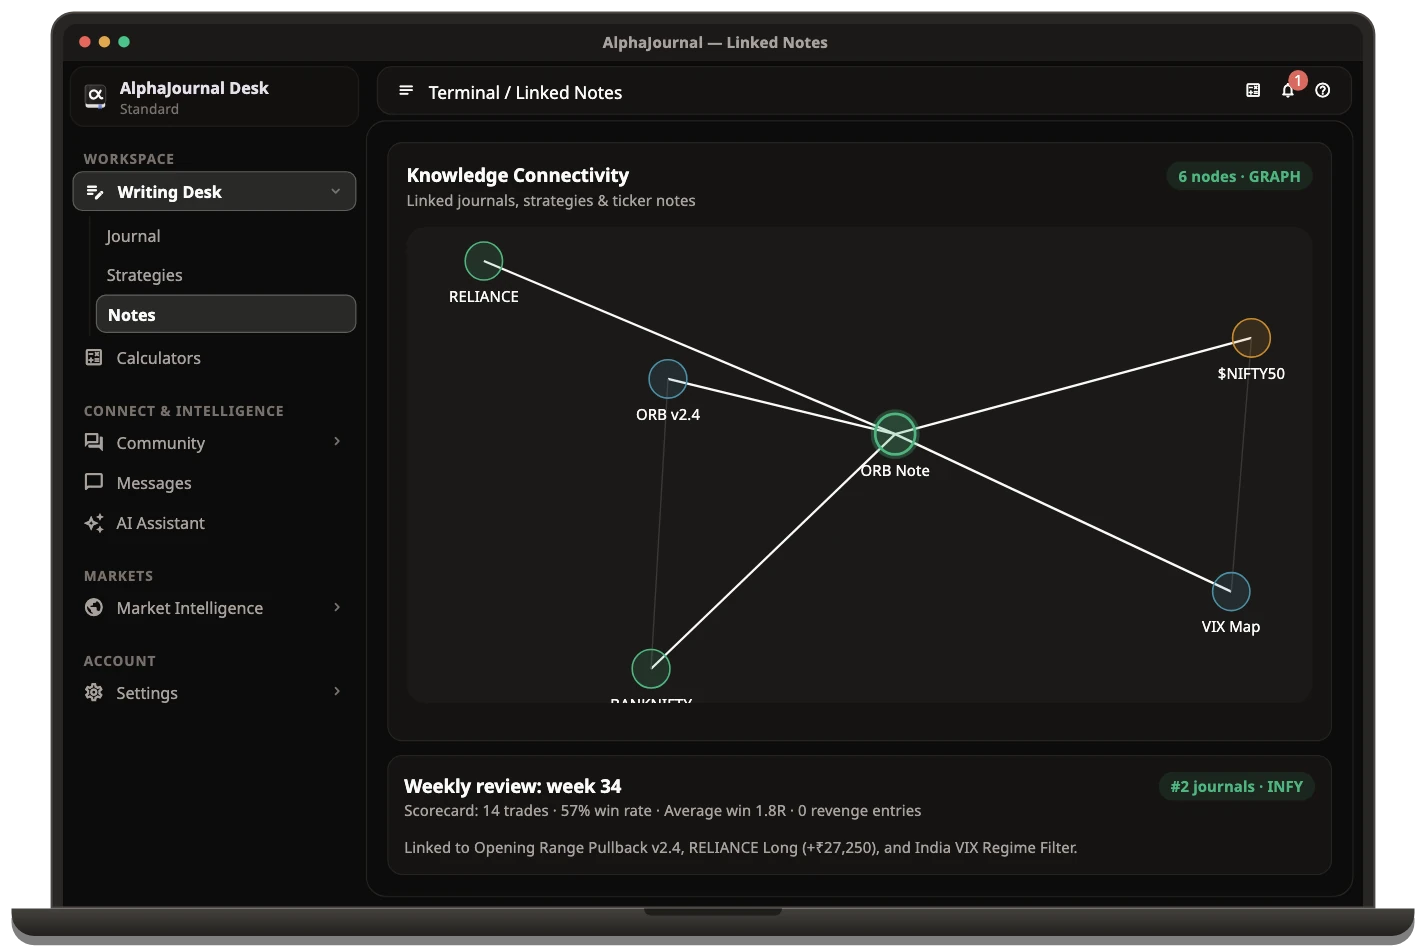 AlphaJournal — Linked Notes
α
AlphaJournal Desk
Standard
WORKSPACE
Writing Desk
Journal
Strategies
Notes
Calculators
CONNECT & INTELLIGENCE
Community
Messages
AI Assistant
MARKETS
Market Intelligence
ACCOUNT
Settings
Terminal / Linked Notes
1
Knowledge Connectivity
6 nodes · GRAPH
Linked journals, strategies & ticker notes
RELIANCE
$NIFTY50
ORB v2.4
ORB Note
VIX Map
BANKNIFTY
Weekly review: week 34
#2 journals · INFY
Scorecard: 14 trades · 57% win rate · Average win 1.8R · 0 revenge entries
Linked to Opening Range Pullback v2.4, RELIANCE Long (+₹27,250), and India VIX Regime Filter.